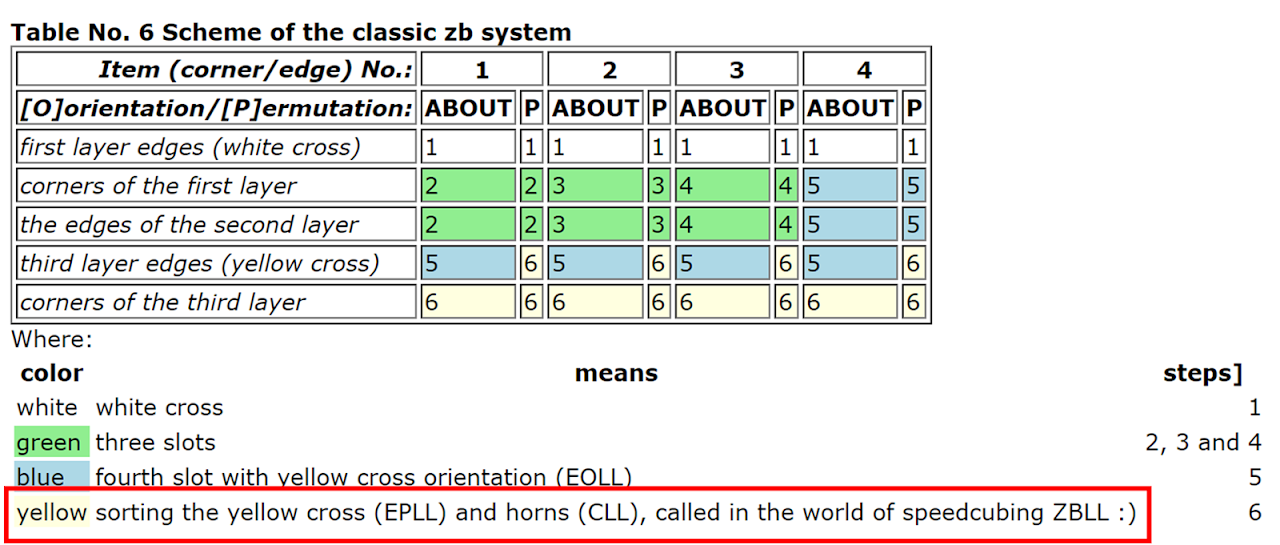 Table No. 6 Scheme of the classic zb system
Item (corner/edge) No.: 1 2 3 4
[O]orientation/[P]ermutation: ABOUT P ABOUT P ABOUT P ABOUT P
first layer edges (white cross) 1 1 1 1 1 1 1 1
corners of the first layer 2 2 3 3 4 4 5 5
the edges of the second layer 2 2 3 3 4 4 5 5
third layer edges (yellow cross) 5 6 5 6 5 6 5 6
corners of the third layer 6 6 6 6 6 6 6 6
Where:
color means steps]
white white cross 1
green three slots 2, 3 and 4
blue fourth slot with yellow cross orientation (EOLL) 5
yellow sorting the yellow cross (EPLL) and horns (CLL), called in the world of speedcubing ZBLL :) 6